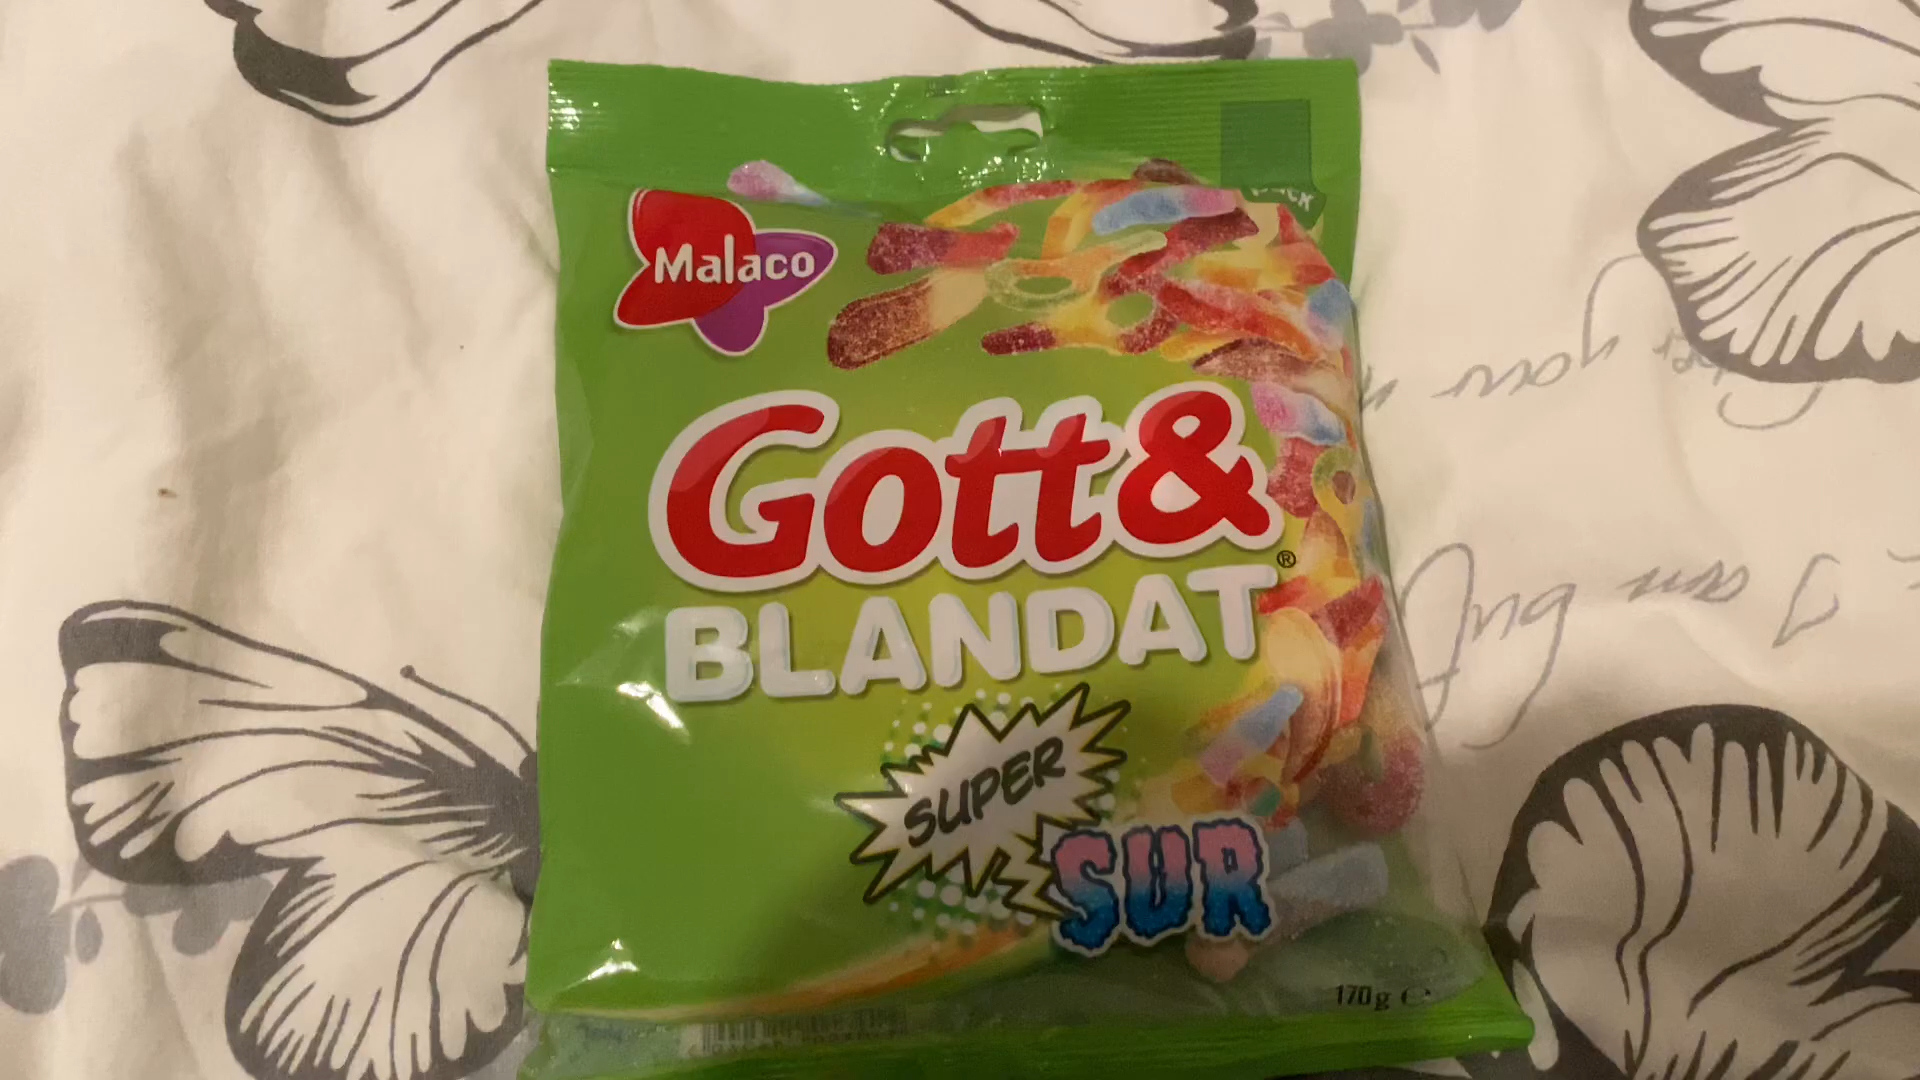 Malaco
Gott&
BLANDAT®
SUPER
SUR
170g ℮